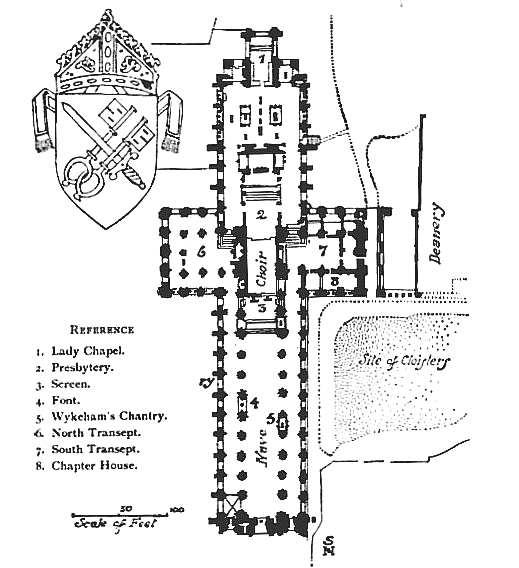 1
2
6
7
Choir
8
3
Deanery
REFERENCE
1. Lady Chapel.
2. Presbytery.
3. Screen.
4. Font.
5. Wykeham's Chantry.
6. North Transept.
7. South Transept.
8. Chapter House.
Site of Cloisters
ry
4
5
Nave
50 100
Scale of Feet